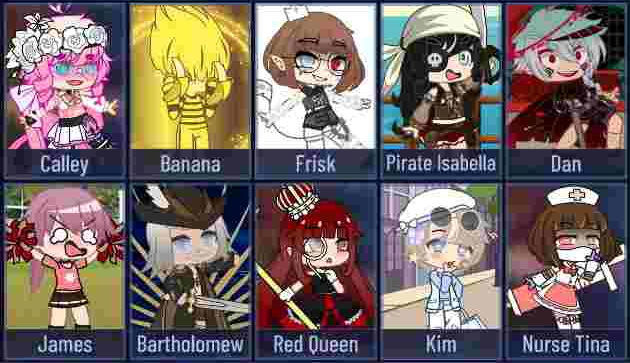 Calley
Banana
Frisk
Pirate Isabella
Dan
James
Bartholomew
Red Queen
Kim
Nurse Tina